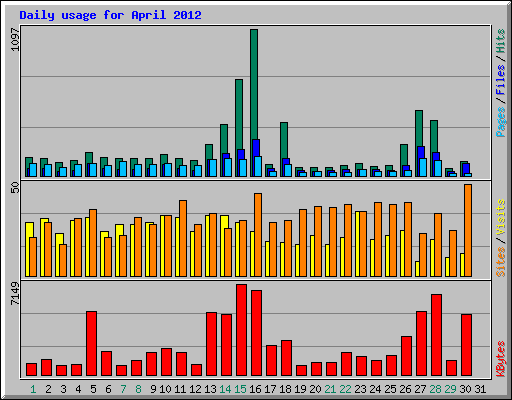 Daily usage for April 2012
1097
Pages / Files / Hits
50
Sites / Visits
7149
KBytes
1 2 3 4 5 6 7 8 9 10 11 12 13 14 15 16 17 18 19 20 21 22 23 24 25 26 27 28 29 30 31